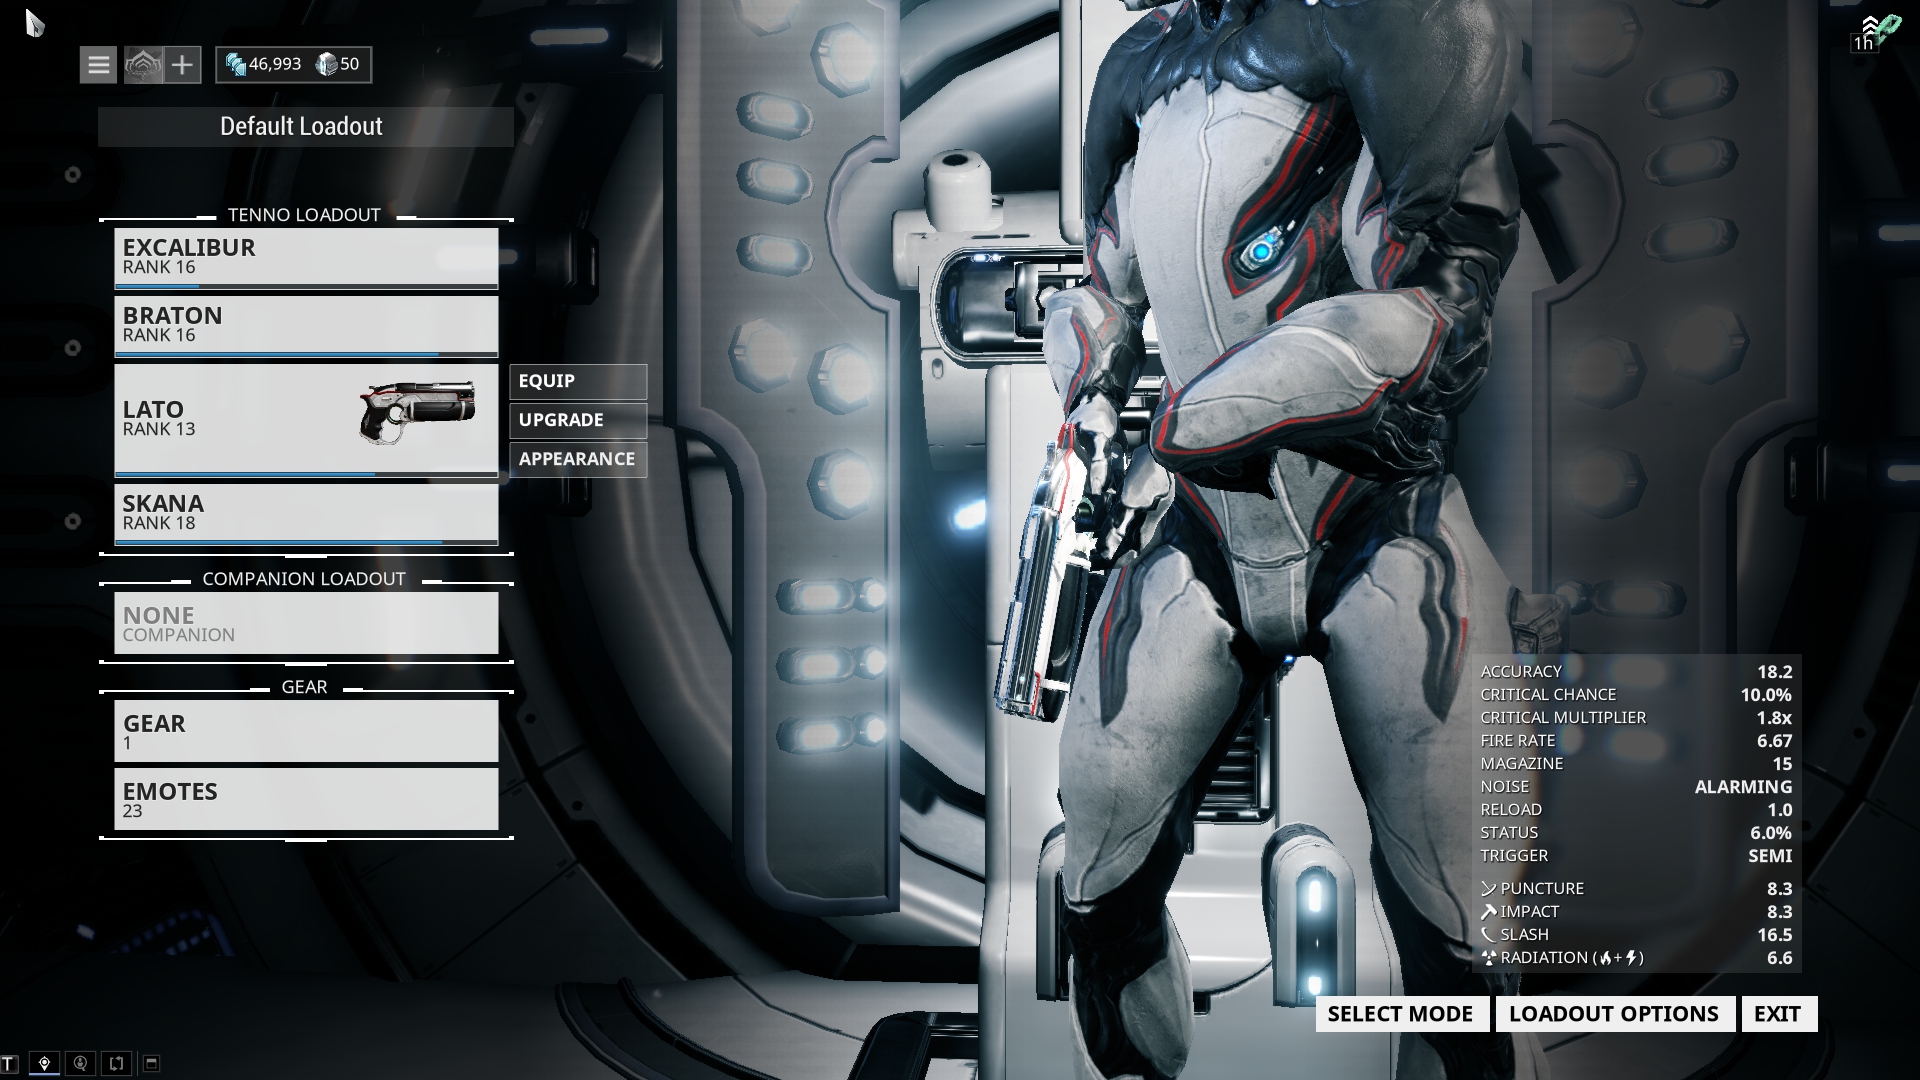 46,993 50
1h
Default Loadout
TENNO LOADOUT
EXCALIBUR
RANK 16
BRATON
RANK 16
LATO
RANK 13
EQUIP
UPGRADE
APPEARANCE
SKANA
RANK 18
COMPANION LOADOUT
NONE
COMPANION
GEAR
GEAR
1
EMOTES
23
ACCURACY 18.2
CRITICAL CHANCE 10.0%
CRITICAL MULTIPLIER 1.8x
FIRE RATE 6.67
MAGAZINE 15
NOISE ALARMING
RELOAD 1.0
STATUS 6.0%
TRIGGER SEMI
PUNCTURE 8.3
IMPACT 8.3
SLASH 16.5
RADIATION (+) 6.6
SELECT MODE LOADOUT OPTIONS EXIT
T